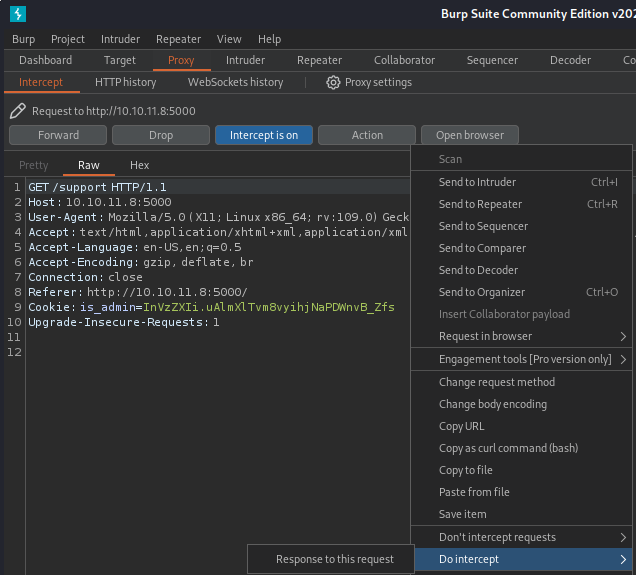 Burp Suite Community Edition v202
Burp Project Intruder Repeater View Help
Dashboard Target Proxy Intruder Repeater Collaborator Sequencer Decoder Co
Intercept HTTP history WebSockets history Proxy settings
Request to http://10.10.11.8:5000
Forward Drop Intercept is on Action Open browser
Pretty Raw Hex
1 GET /support HTTP/1.1
2 Host: 10.10.11.8:5000
3 User-Agent: Mozilla/5.0 (X11; Linux x86_64; rv:109.0) Geck
4 Accept: text/html,application/xhtml+xml,application/xml
5 Accept-Language: en-US,en;q=0.5
6 Accept-Encoding: gzip, deflate, br
7 Connection: close
8 Referer: http://10.10.11.8:5000/
9 Cookie: is_admin=InVzZXIi.uAlmXlTvm8vyihjNaPDWnvB_Zfs
10 Upgrade-Insecure-Requests: 1
11
12
Scan
Send to Intruder Ctrl+I
Send to Repeater Ctrl+R
Send to Sequencer
Send to Comparer
Send to Decoder
Send to Organizer Ctrl+O
Insert Collaborator payload
Request in browser
Engagement tools [Pro version only]
Change request method
Change body encoding
Copy URL
Copy as curl command (bash)
Copy to file
Paste from file
Save item
Don't intercept requests
Do intercept
Response to this request